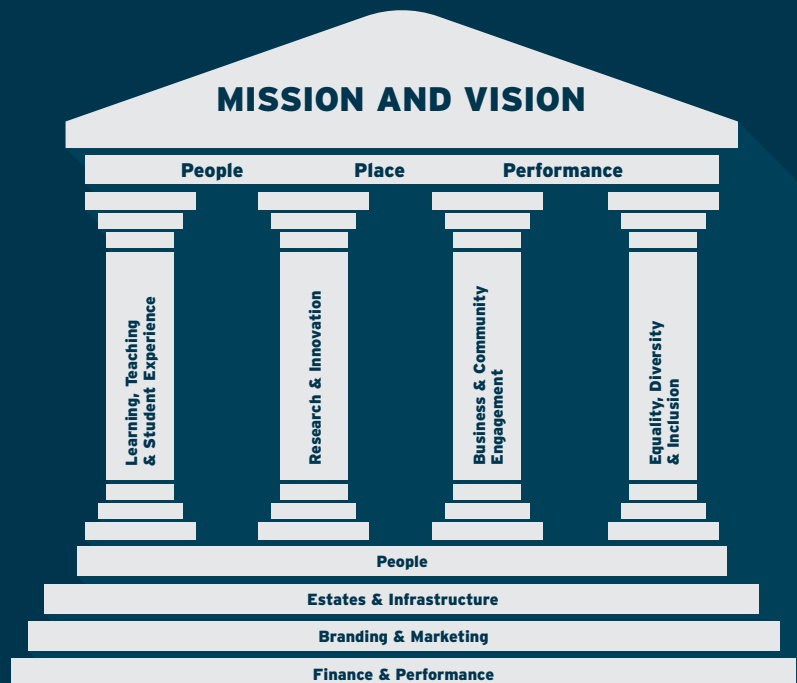 MISSION AND VISION
People Place Performance
Learning, Teaching
& Student Experience
Research & Innovation
Business & Community
Engagement
Equality, Diversity
& Inclusion
People
Estates & Infrastructure
Branding & Marketing
Finance & Performance